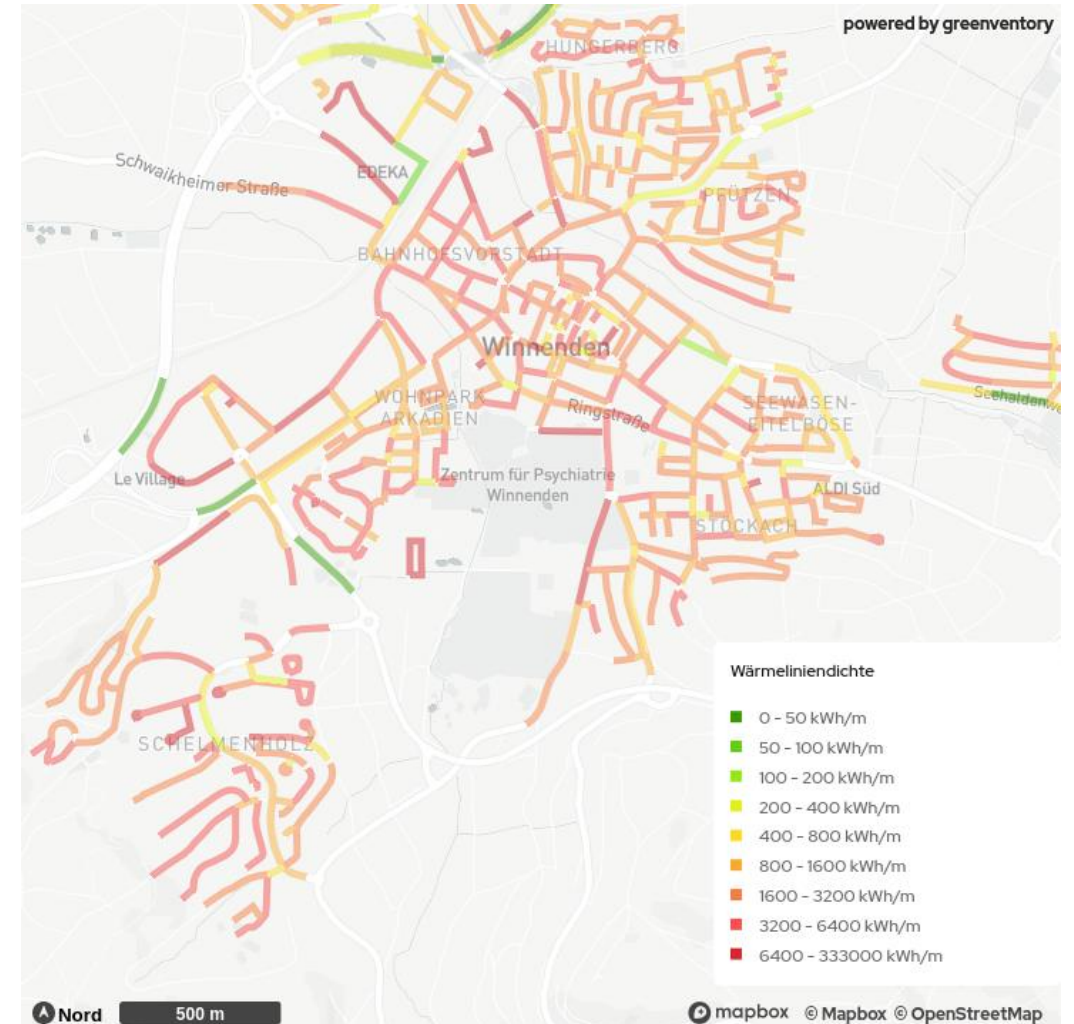 powered by greenventory
HUNGERBERG
Schwaikheimer Straße
EDEKA
PFÜTZEN
BAHNHOFSVORSTADT
Winnenden
WOHNPARK
ARKADIEN
Ringstraße
SEEWASEN-
EITELBÖSE
Le Village
Zentrum für Psychiatrie
Winnenden
ALDI Süd
STÖCKACH
SCHELMENHOLZ
Wärmeliniendichte
0 - 50 kWh/m
50 - 100 kWh/m
100 - 200 kWh/m
200 - 400 kWh/m
400 - 800 kWh/m
800 - 1600 kWh/m
1600 - 3200 kWh/m
3200 - 6400 kWh/m
6400 - 333000 kWh/m
Nord
500 m
mapbox © Mapbox © OpenStreetMap